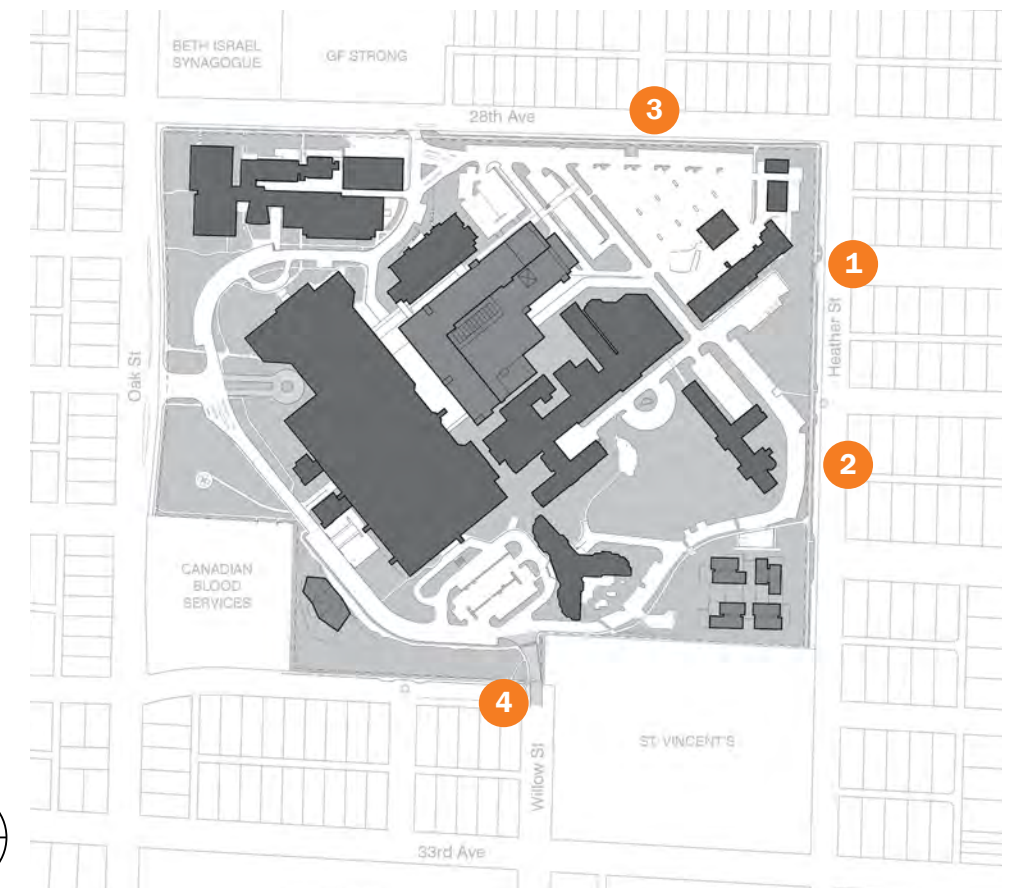 BETH ISRAEL
SYNAGOGUE
GF STRONG
28th Ave
3
1
Heather St
Oak St
2
CANADIAN
BLOOD
SERVICES
4
ST. VINCENT'S
Willow St
33rd Ave